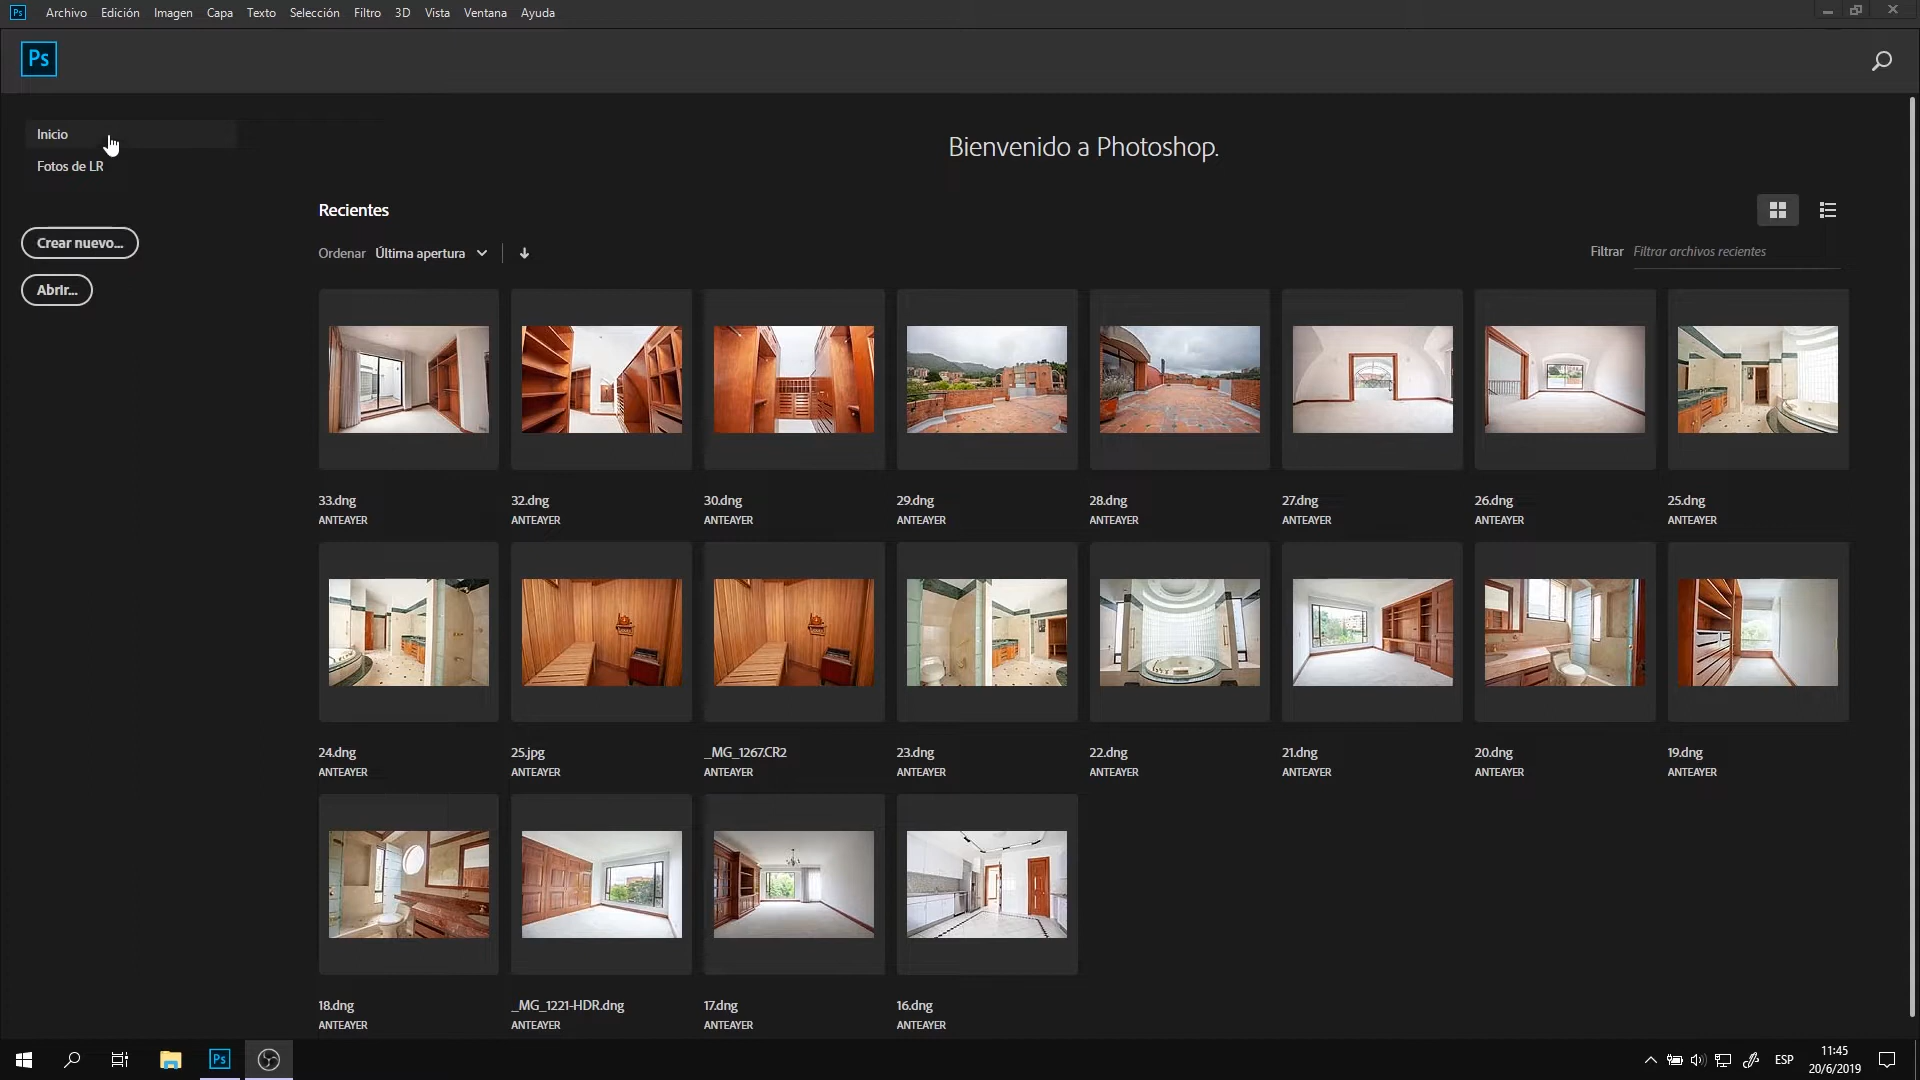 Ps Archivo Edición Imagen Capa Texto Selección Filtro 3D Vista Ventana Ayuda
Ps
Inicio
Fotos de LR
Crear nuevo...
Abrir...
Bienvenido a Photoshop.
Recientes
Ordenar Última apertura
Filtrar Filtrar archivos recientes
33.dng 32.dng 30.dng 29.dng 28.dng 27.dng 26.dng 25.dng
ANTEAYER ANTEAYER ANTEAYER ANTEAYER ANTEAYER ANTEAYER ANTEAYER ANTEAYER
24.dng 25.jpg _MG_1267.CR2 23.dng 22.dng 21.dng 20.dng 19.dng
ANTEAYER ANTEAYER ANTEAYER ANTEAYER ANTEAYER ANTEAYER ANTEAYER ANTEAYER
18.dng _MG_1221-HDR.dng 17.dng 16.dng
ANTEAYER ANTEAYER ANTEAYER ANTEAYER
Ps
ESP
11:45
20/6/2019